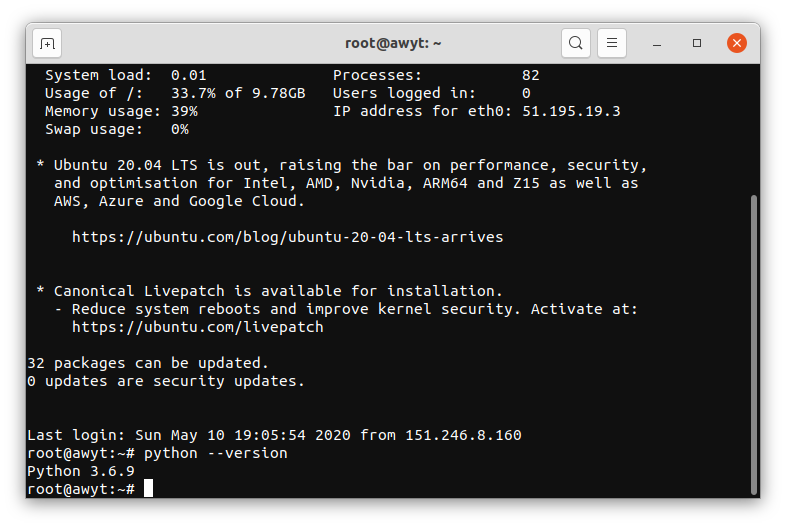 root@awyt: ~
System load:  0.01              Processes:           82
Usage of /:   33.7% of 9.78GB   Users logged in:     0
Memory usage: 39%               IP address for eth0: 51.195.19.3
Swap usage:   0%
* Ubuntu 20.04 LTS is out, raising the bar on performance, security,
and optimisation for Intel, AMD, Nvidia, ARM64 and Z15 as well as
AWS, Azure and Google Cloud.
https://ubuntu.com/blog/ubuntu-20-04-lts-arrives
* Canonical Livepatch is available for installation.
- Reduce system reboots and improve kernel security. Activate at:
https://ubuntu.com/livepatch
32 packages can be updated.
0 updates are security updates.
Last login: Sun May 10 19:05:54 2020 from 151.246.8.160
root@awyt:~# python --version
Python 3.6.9
root@awyt:~#